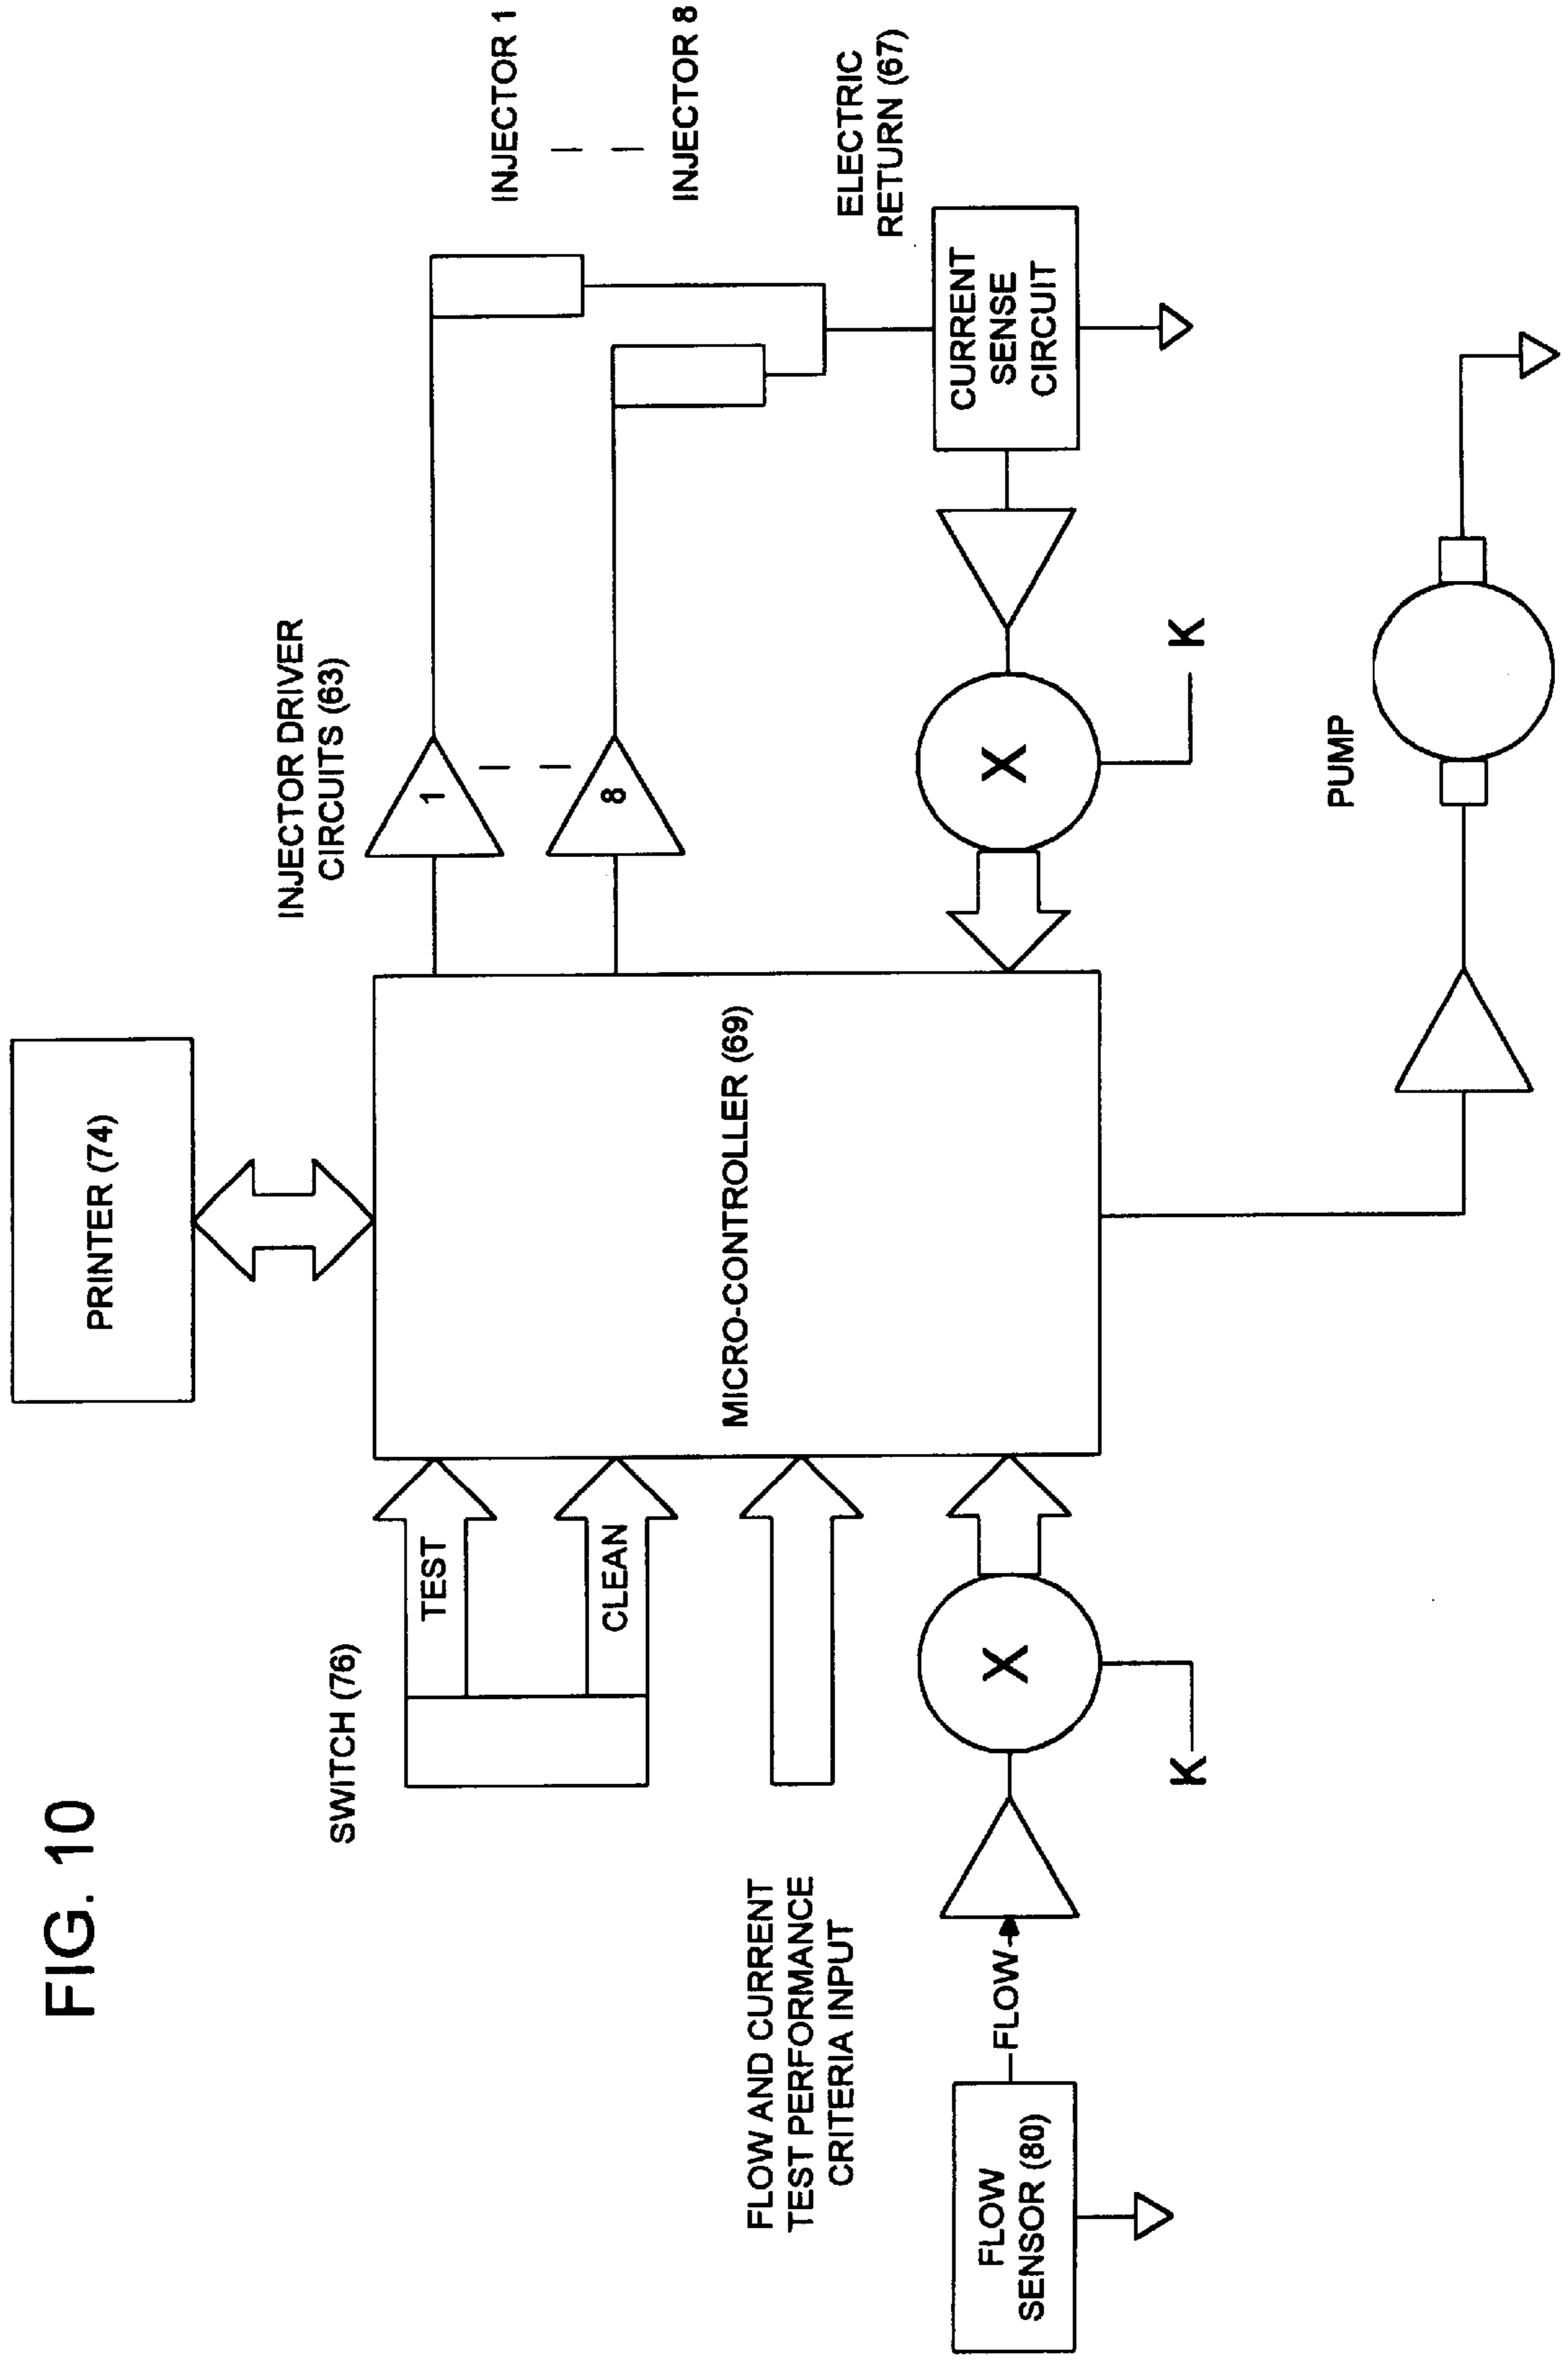 FIG. 10
PRINTER (74)
SWITCH (76)
TEST
CLEAN
FLOW AND CURRENT
TEST PERFORMANCE
CRITERIA INPUT
FLOW
SENSOR (80)
FLOW
X
K
MICRO-CONTROLLER (69)
INJECTOR DRIVER
CIRCUITS (63)
1
8
INJECTOR 1
INJECTOR 8
ELECTRIC
RETURN (67)
CURRENT
SENSE
CIRCUIT
X
K
PUMP